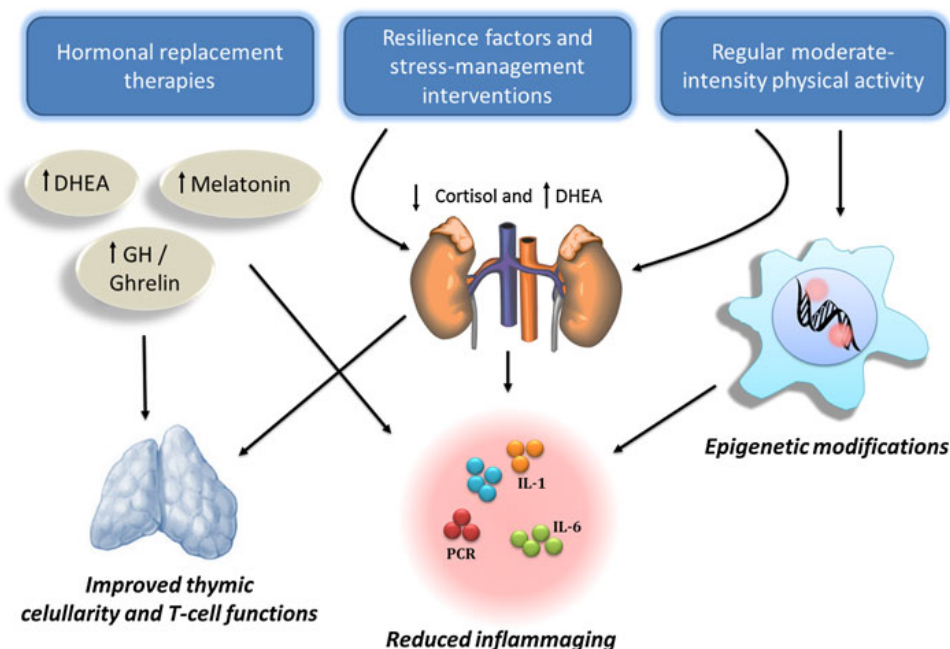 Hormonal replacement
therapies
Resilience factors and
stress-management
interventions
Regular moderate-
intensity physical activity
↑DHEA
↑ Melatonin
↑ GH /
Ghrelin
↓ Cortisol and ↑ DHEA
Epigenetic modifications
IL-1
IL-6
PCR
Improved thymic
celullarity and T-cell functions
Reduced inflammaging